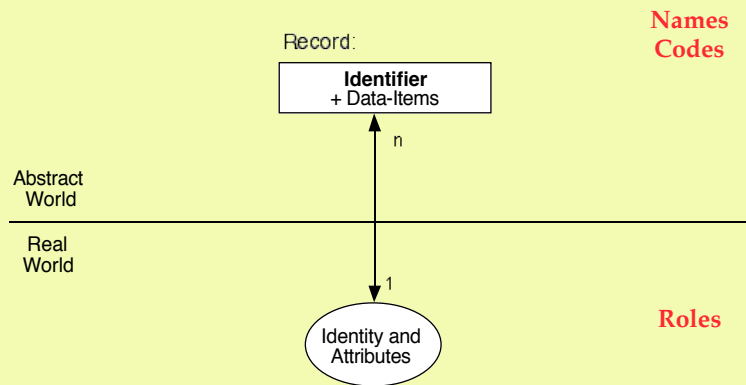 Names
Codes
Record:
Identifier
+ Data-Items
n
Abstract
World
Real
World
1
Roles
Identity and
Attributes